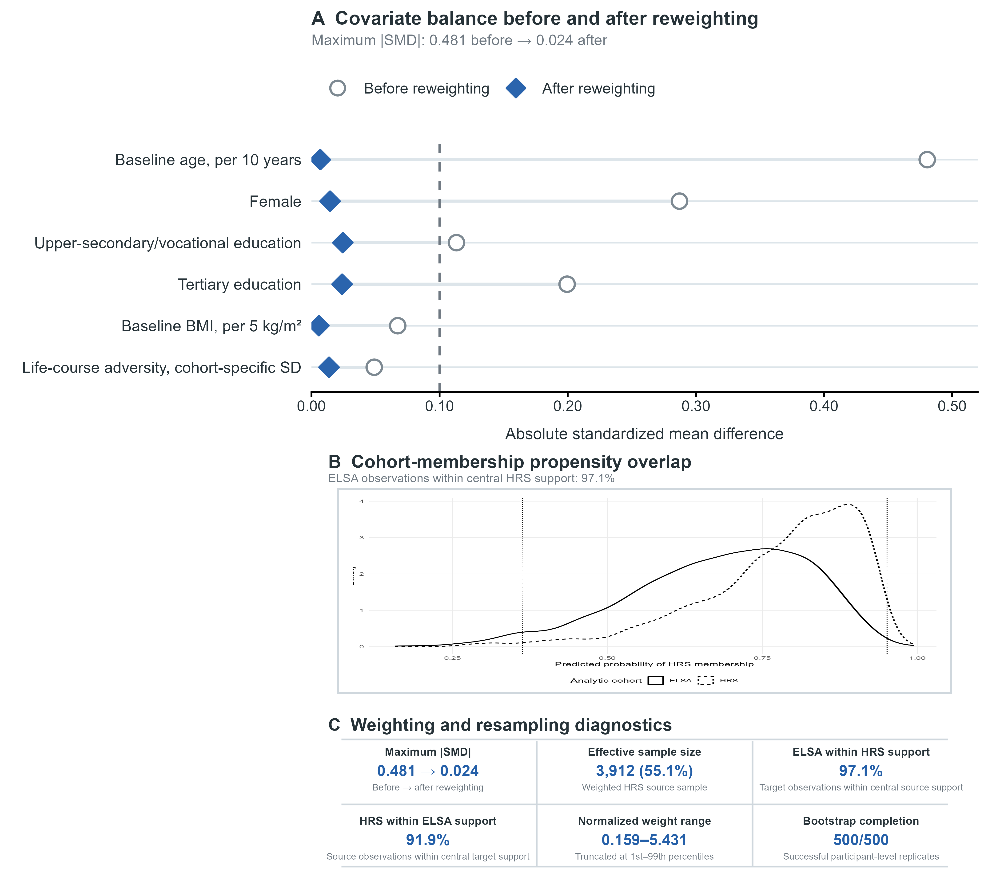 A Covariate balance before and after reweighting
Maximum |SMD|: 0.481 before → 0.024 after
Before reweighting After reweighting
Baseline age, per 10 years
Female
Upper-secondary/vocational education
Tertiary education
Baseline BMI, per 5 kg/m²
Life-course adversity, cohort-specific SD
0.00 0.10 0.20 0.30 0.40 0.50
Absolute standardized mean difference
B Cohort-membership propensity overlap
ELSA observations within central HRS support: 97.1%
4
3
2
1
0
0.25 0.50 0.75 1.00
Predicted probability of HRS membership
Analytic cohort ELSA HRS
C Weighting and resampling diagnostics
Maximum |SMD| Effective sample size ELSA within HRS support
0.481 → 0.024 3,912 (55.1%) 97.1%
Before → after reweighting Weighted HRS source sample Target observations within central source support
HRS within ELSA support Normalized weight range Bootstrap completion
91.9% 0.159–5.431 500/500
Source observations within central target support Truncated at 1st–99th percentiles Successful participant-level replicates